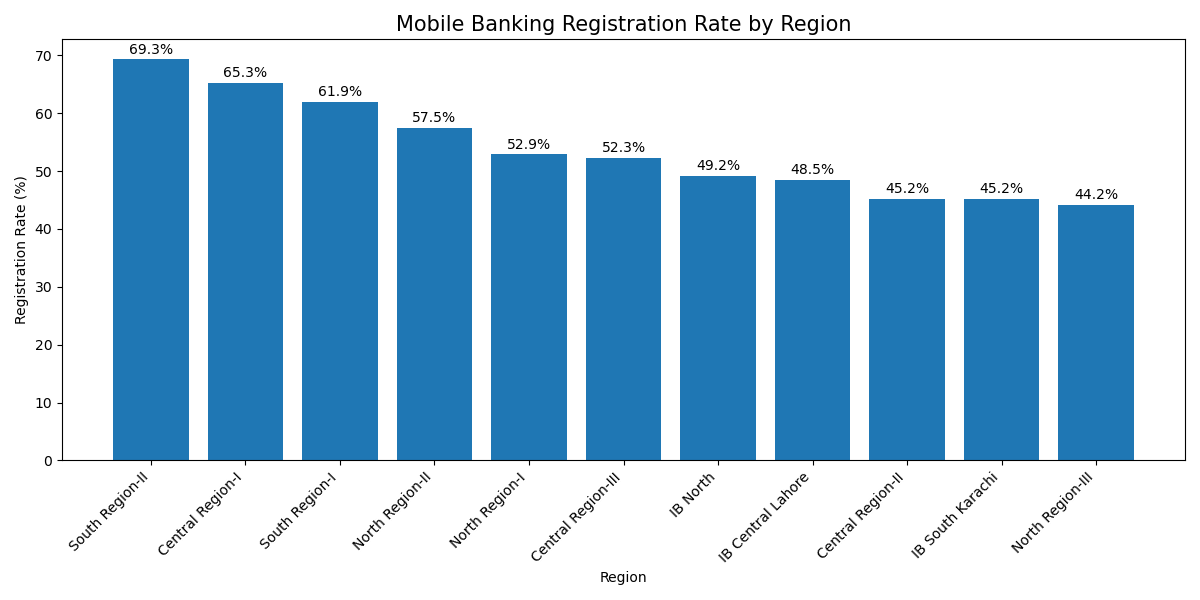 Mobile Banking Registration Rate by Region
Registration Rate (%)
70
60
50
40
30
20
10
0
69.3%
65.3%
61.9%
57.5%
52.9%
52.3%
49.2%
48.5%
45.2%
45.2%
44.2%
South Region-II
Central Region-I
South Region-I
North Region-II
North Region-I
Central Region-III
IB North
IB Central Lahore
Central Region-II
IB South Karachi
North Region-III
Region